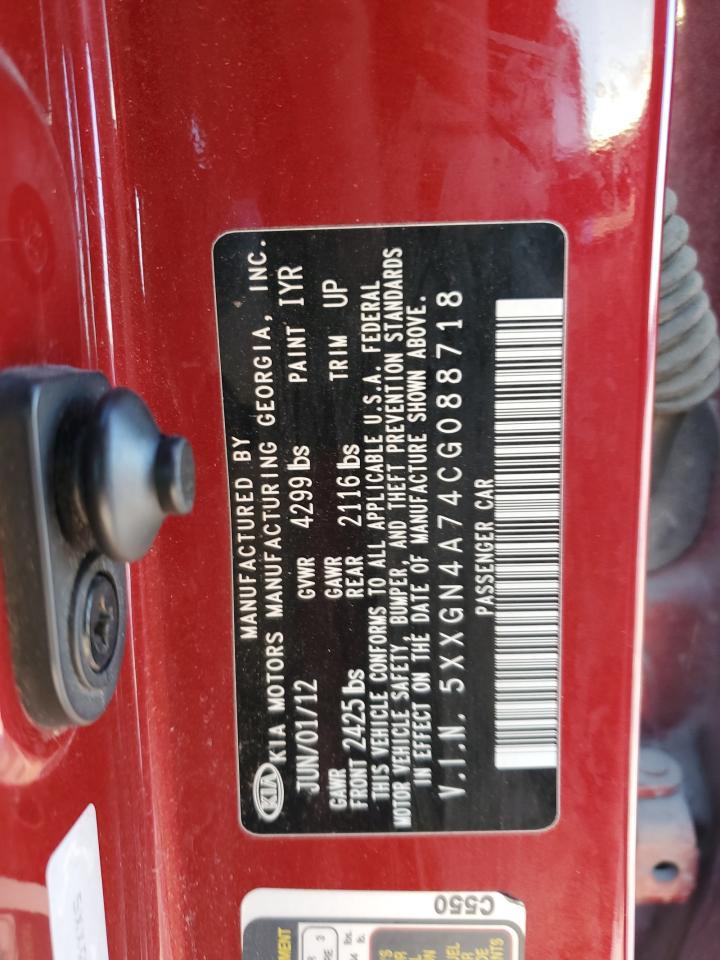 MANUFACTURED BY
KIA KIA MOTORS MANUFACTURING GEORGIA, INC.
JUN/01/12 GVWR 4299 lbs PAINT IYR
GAWR FRONT 2425 lbs GAWR REAR 2116 lbs TRIM UP
THIS VEHICLE CONFORMS TO ALL APPLICABLE U.S.A. FEDERAL
MOTOR VEHICLE SAFETY, BUMPER, AND THEFT PREVENTION STANDARDS
IN EFFECT ON THE DATE OF MANUFACTURE SHOWN ABOVE.
V.I.N. 5XXGN4A74CG088718
PASSENGER CAR
C550